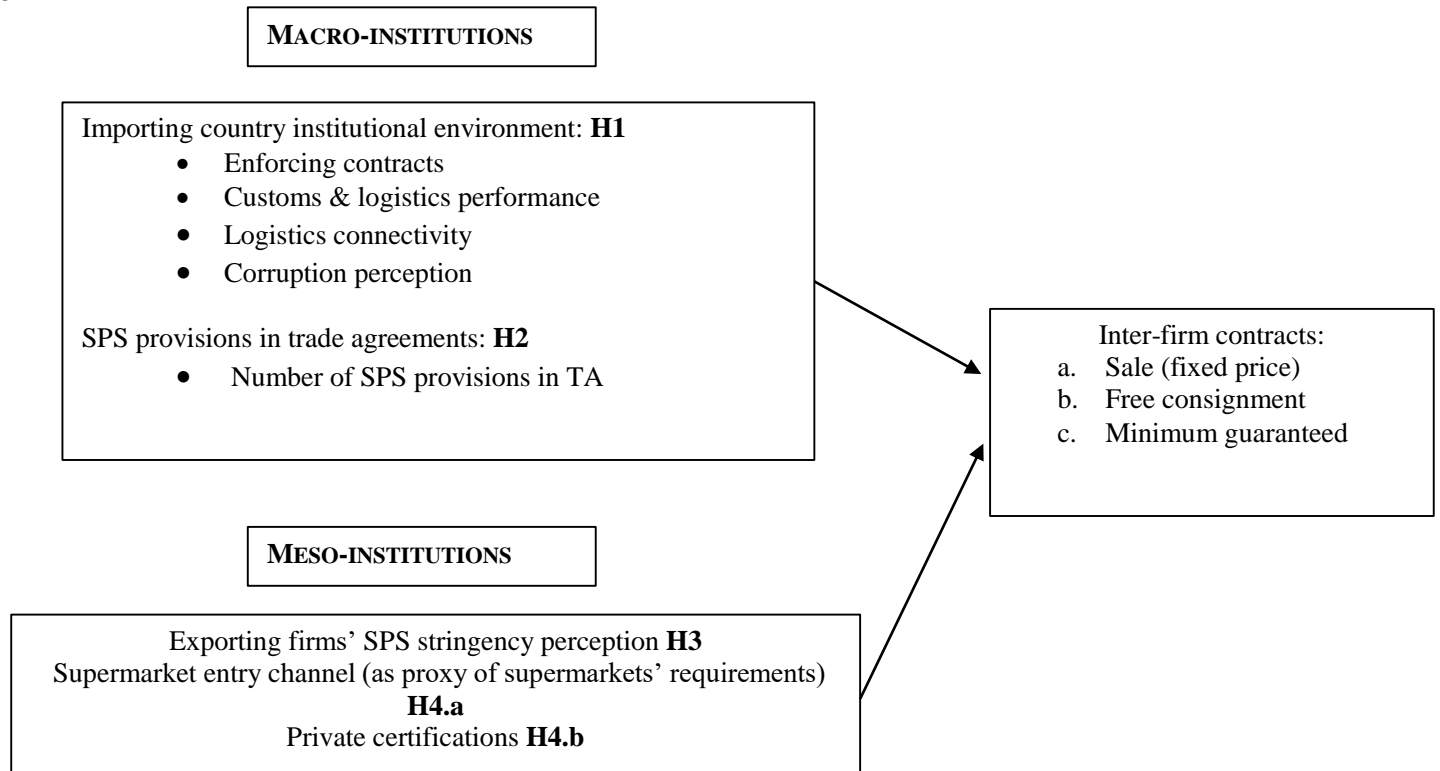 MACRO-INSTITUTIONS
Importing country institutional environment: H1
• Enforcing contracts
• Customs & logistics performance
• Logistics connectivity
• Corruption perception
SPS provisions in trade agreements: H2
• Number of SPS provisions in TA
Inter-firm contracts:
a. Sale (fixed price)
b. Free consignment
c. Minimum guaranteed
MESO-INSTITUTIONS
Exporting firms’ SPS stringency perception H3
Supermarket entry channel (as proxy of supermarkets’ requirements)
H4.a
Private certifications H4.b